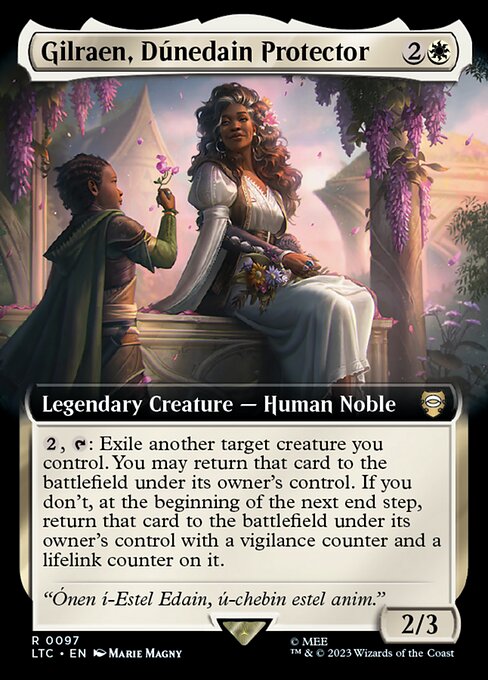 Gilraen, Dúnedain Protector 2
Legendary Creature — Human Noble
2, : Exile another target creature you
control. You may return that card to the
battlefield under its owner's control. If you
don't, at the beginning of the next end step,
return that card to the battlefield under its
owner's control with a vigilance counter and a
lifelink counter on it.
“Ónen í-Estel Edain, ú-chebin estel anim.”
2/3
R 0097
LTC • EN Marie Magny
© MEE
™ & © 2023 Wizards of the Coast